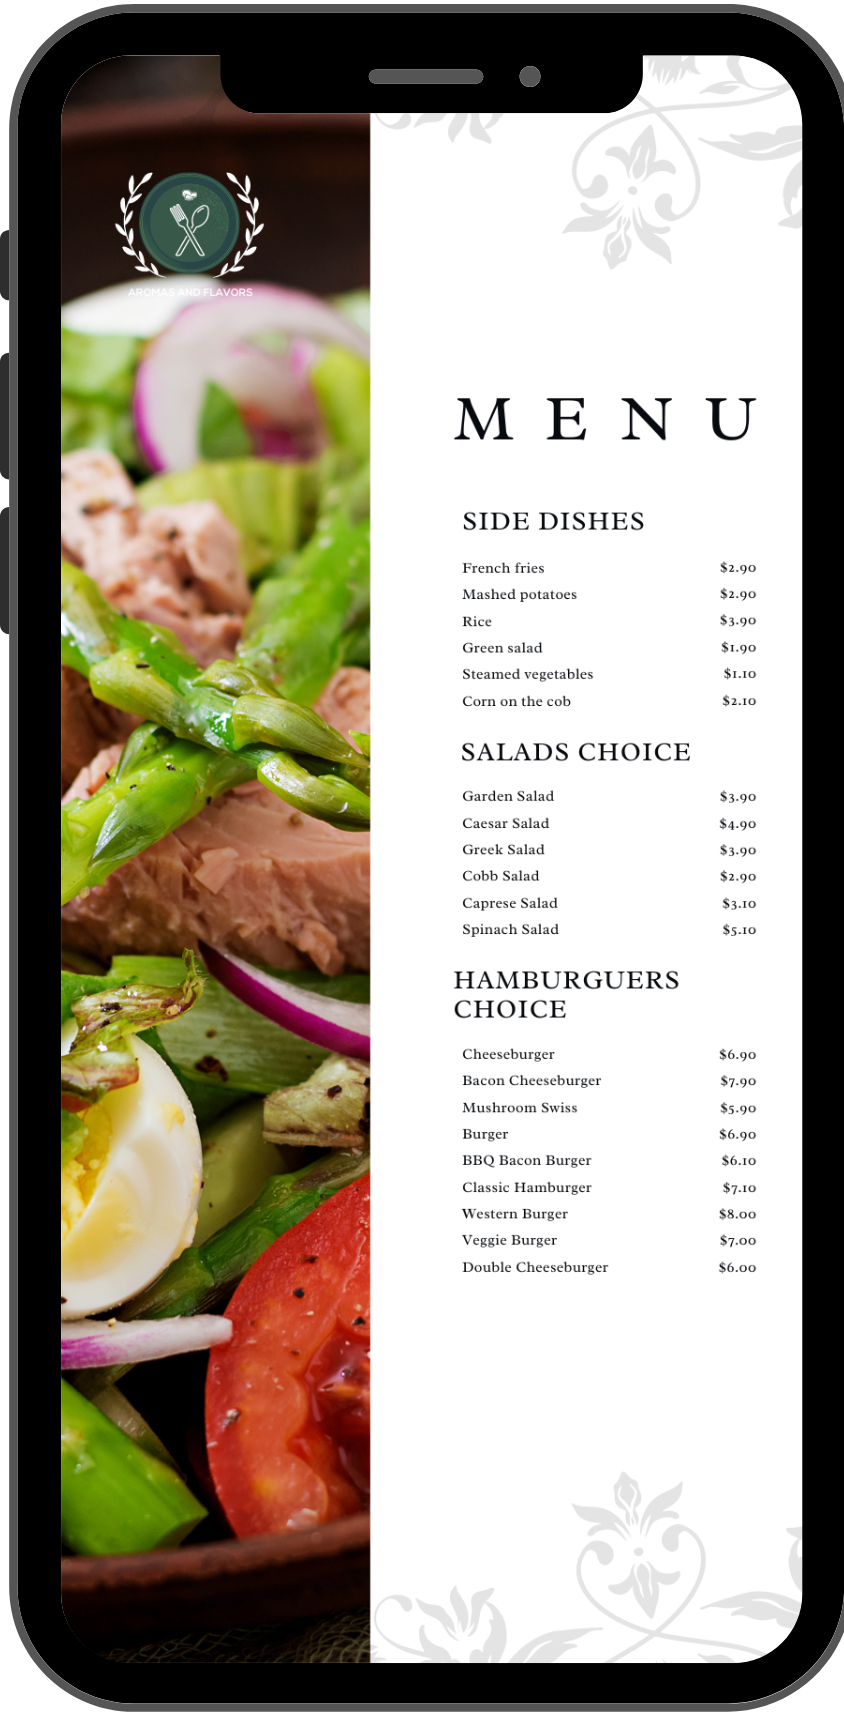 AROMAS AND FLAVORS
MENU
SIDE DISHES
French fries $2.90
Mashed potatoes $2.90
Rice $3.90
Green salad $1.90
Steamed vegetables $1.10
Corn on the cob $2.10
SALADS CHOICE
Garden Salad $3.90
Caesar Salad $4.90
Greek Salad $3.90
Cobb Salad $2.90
Caprese Salad $3.10
Spinach Salad $5.10
HAMBURGUERS
CHOICE
Cheeseburger $6.90
Bacon Cheeseburger $7.90
Mushroom Swiss $5.90
Burger $6.90
BBQ Bacon Burger $6.10
Classic Hamburger $7.10
Western Burger $8.00
Veggie Burger $7.00
Double Cheeseburger $6.00